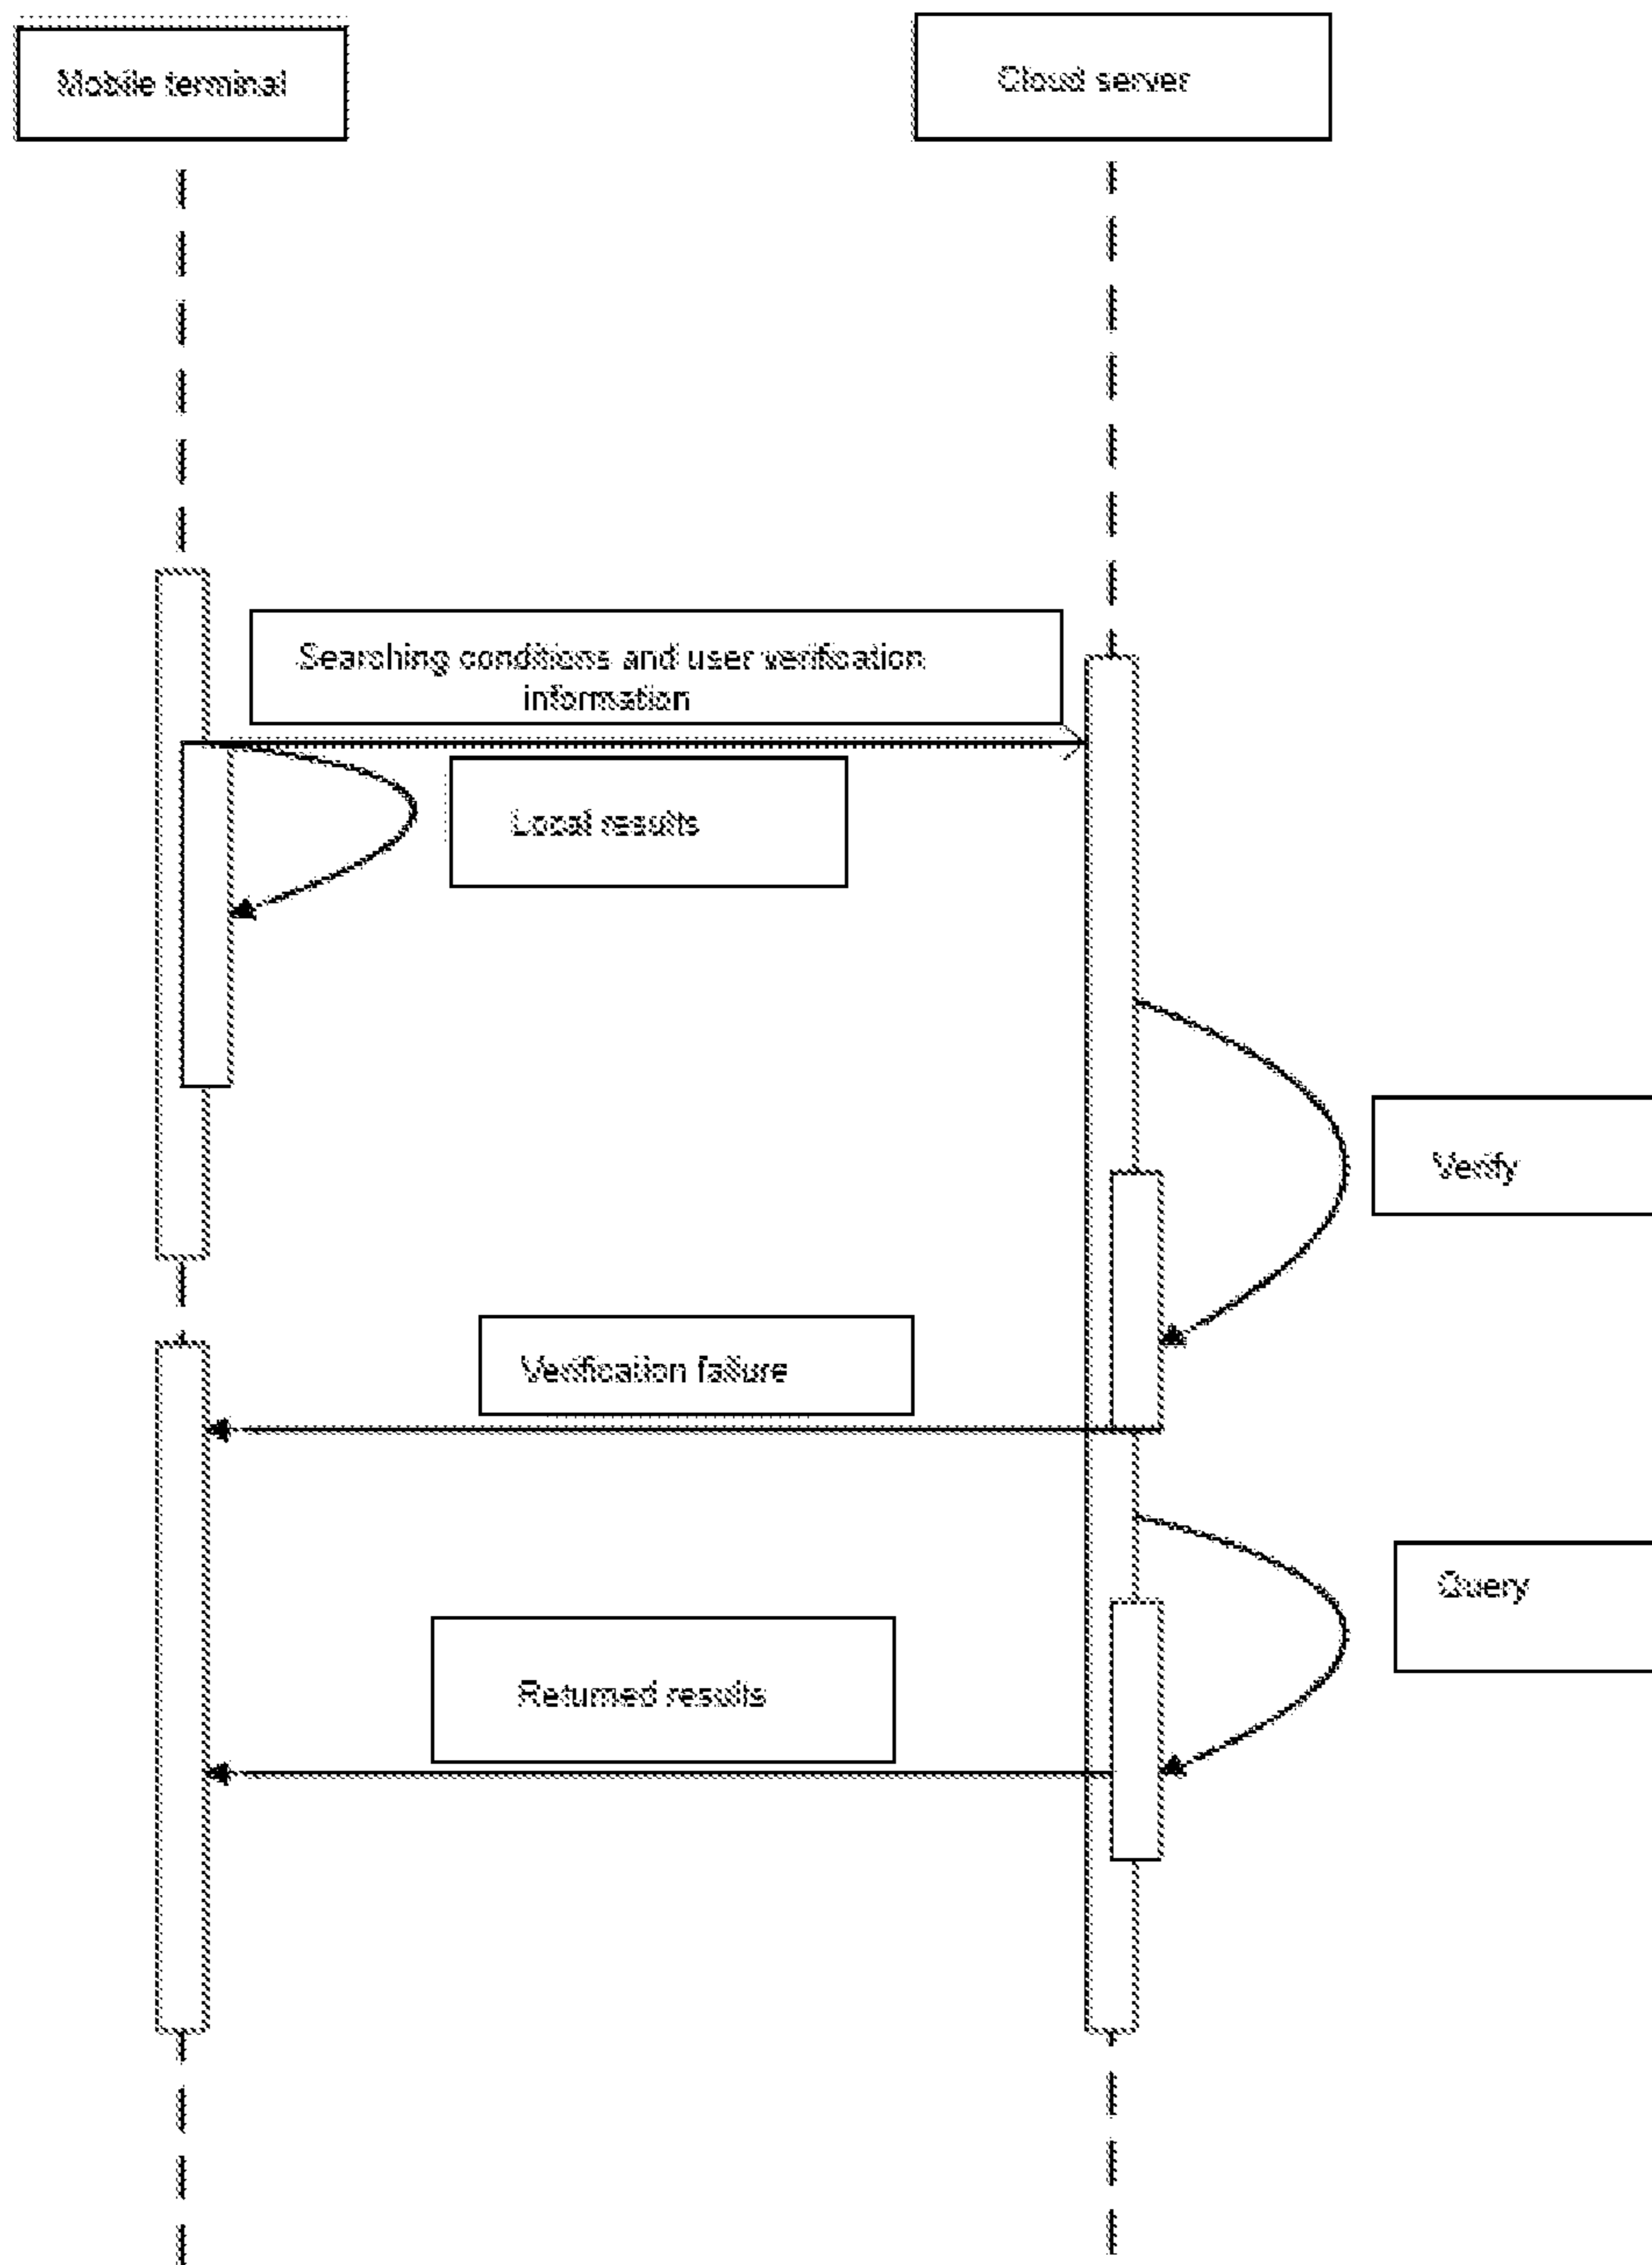 Mobile terminal
Cloud server
Searching conditions and user verification
information
Local results
Verify
Verification failure
Query
Returned results